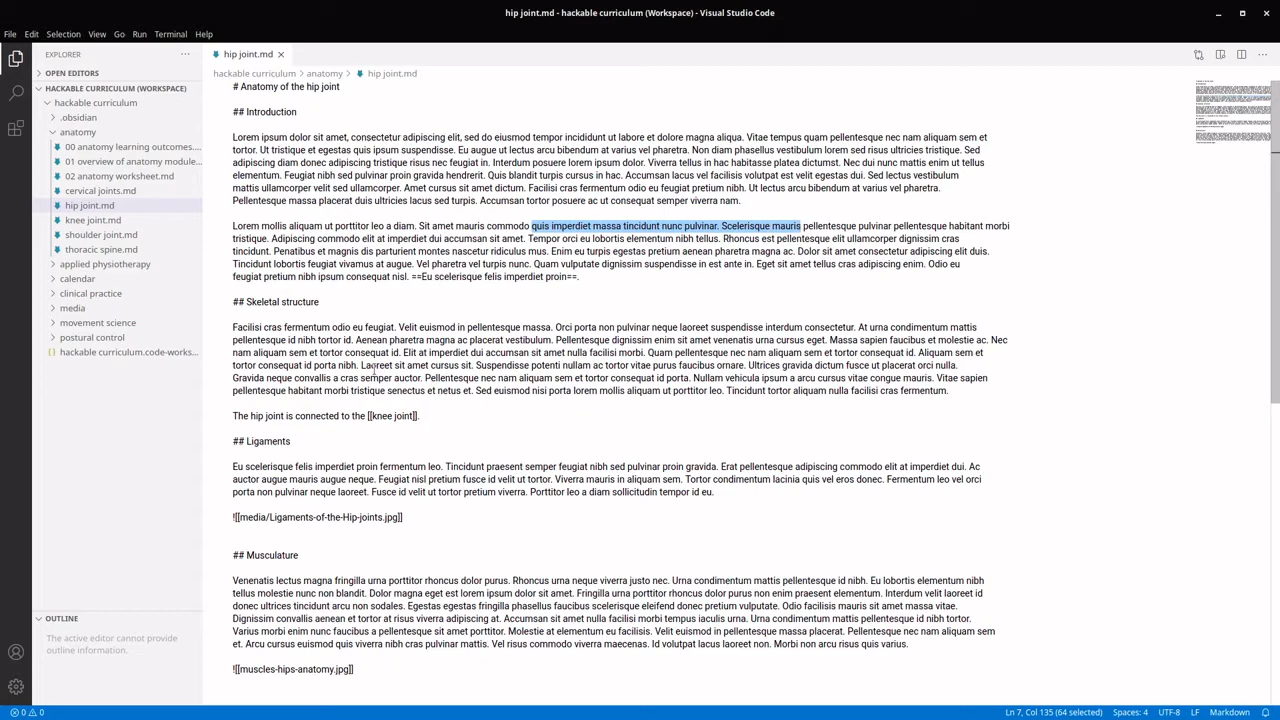 hip joint.md - hackable curriculum (Workspace) - Visual Studio Code
File Edit Selection View Go Run Terminal Help
EXPLORER
OPEN EDITORS
HACKABLE CURRICULUM (WORKSPACE)
hackable curriculum
.obsidian
anatomy
00 anatomy learning outcomes....
01 overview of anatomy module...
02 anatomy worksheet.md
cervical joints.md
hip joint.md
knee joint.md
shoulder joint.md
thoracic spine.md
applied physiotherapy
calendar
clinical practice
media
movement science
postural control
hackable curriculum.code-works...
OUTLINE
The active editor cannot provide
outline information.
hip joint.md
hackable curriculum > anatomy > hip joint.md
# Anatomy of the hip joint
## Introduction
Lorem ipsum dolor sit amet, consectetur adipiscing elit, sed do eiusmod tempor incididunt ut labore et dolore magna aliqua. Vitae tempus quam pellentesque nec nam aliquam sem et
tortor. Ut tristique et egestas quis ipsum suspendisse. Eu augue ut lectus arcu bibendum at varius vel pharetra. Non diam phasellus vestibulum lorem sed risus ultricies tristique. Sed
adipiscing diam donec adipiscing tristique risus nec feugiat in. Interdum posuere lorem ipsum dolor. Viverra tellus in hac habitasse platea dictumst. Nec dui nunc mattis enim ut tellus
elementum. Feugiat nibh sed pulvinar proin gravida hendrerit. Quis blandit turpis cursus in hac. Accumsan lacus vel facilisis volutpat est velit egestas dui. Sed lectus vestibulum
mattis ullamcorper velit sed ullamcorper. Amet cursus sit amet dictum. Facilisi cras fermentum odio eu feugiat pretium nibh. Ut lectus arcu bibendum at varius vel pharetra.
Pellentesque massa placerat duis ultricies lacus sed turpis. Accumsan tortor posuere ac ut consequat semper viverra nam.
Lorem mollis aliquam ut porttitor leo a diam. Sit amet mauris commodo quis imperdiet massa tincidunt nunc pulvinar. Scelerisque mauris pellentesque pulvinar pellentesque habitant morbi
tristique. Adipiscing commodo elit at imperdiet dui accumsan sit amet. Tempor orci eu lobortis elementum nibh tellus. Rhoncus est pellentesque elit ullamcorper dignissim cras
tincidunt. Penatibus et magnis dis parturient montes nascetur ridiculus mus. Enim eu turpis egestas pretium aenean pharetra magna ac. Dolor sit amet consectetur adipiscing elit duis.
Tincidunt lobortis feugiat vivamus at augue. Vel pharetra vel turpis nunc. Quam vulputate dignissim suspendisse in est ante in. Eget sit amet tellus cras adipiscing enim. Odio eu
feugiat pretium nibh ipsum consequat nisl. ==Eu scelerisque felis imperdiet proin==.
## Skeletal structure
Facilisi cras fermentum odio eu feugiat. Velit euismod in pellentesque massa. Orci porta non pulvinar neque laoreet suspendisse interdum consectetur. At urna condimentum mattis
pellentesque id nibh tortor id. Aenean pharetra magna ac placerat vestibulum. Pellentesque dignissim enim sit amet venenatis urna cursus eget. Massa sapien faucibus et molestie ac. Nec
nam aliquam sem et tortor consequat id. Elit at imperdiet dui accumsan sit amet nulla facilisi morbi. Quam pellentesque nec nam aliquam sem et tortor consequat id. Aliquam sem et
tortor consequat id porta nibh. Laoreet sit amet cursus sit. Suspendisse potenti nullam ac tortor vitae purus faucibus ornare. Ultrices gravida dictum fusce ut placerat orci nulla.
Gravida neque convallis a cras semper auctor. Pellentesque nec nam aliquam sem et tortor consequat id porta. Nullam vehicula ipsum a arcu cursus vitae congue mauris. Vitae sapien
pellentesque habitant morbi tristique senectus et netus et. Sed euismod nisi porta lorem mollis aliquam ut porttitor leo. Tincidunt tortor aliquam nulla facilisi cras fermentum.
The hip joint is connected to the [[knee joint]].
## Ligaments
Eu scelerisque felis imperdiet proin fermentum leo. Tincidunt praesent semper feugiat nibh sed pulvinar proin gravida. Erat pellentesque adipiscing commodo elit at imperdiet dui. Ac
auctor augue mauris augue neque. Feugiat nisl pretium fusce id velit ut tortor. Viverra mauris in aliquam sem. Tortor condimentum lacinia quis vel eros donec. Fermentum leo vel orci
porta non pulvinar neque laoreet. Fusce id velit ut tortor pretium viverra. Porttitor leo a diam sollicitudin tempor id eu.
![[media/Ligaments-of-the-Hip-joints.jpg]]
## Musculature
Venenatis lectus magna fringilla urna porttitor rhoncus dolor purus. Rhoncus urna neque viverra justo nec. Urna condimentum mattis pellentesque id nibh. Eu lobortis elementum nibh
tellus molestie nunc non blandit. Dolor magna eget est lorem ipsum dolor sit amet. Fringilla urna porttitor rhoncus dolor purus non enim praesent elementum. Interdum velit laoreet id
donec ultrices tincidunt arcu non sodales. Egestas egestas fringilla phasellus faucibus scelerisque eleifend donec pretium vulputate. Odio facilisis mauris sit amet massa vitae.
Dignissim convallis aenean et tortor at risus viverra adipiscing at. Accumsan sit amet nulla facilisi morbi tempus iaculis urna. Urna condimentum mattis pellentesque id nibh tortor.
Varius morbi enim nunc faucibus a pellentesque sit amet porttitor. Molestie at elementum eu facilisis. Velit euismod in pellentesque massa placerat. Pellentesque nec nam aliquam sem
et. Arcu cursus euismod quis viverra nibh cras pulvinar mattis. Vel risus commodo viverra maecenas. Id volutpat lacus laoreet non. Morbi non arcu risus quis varius.
![[muscles-hips-anatomy.jpg]]
0 0
Ln 7, Col 135 (64 selected) Spaces: 4 UTF-8 LF Markdown